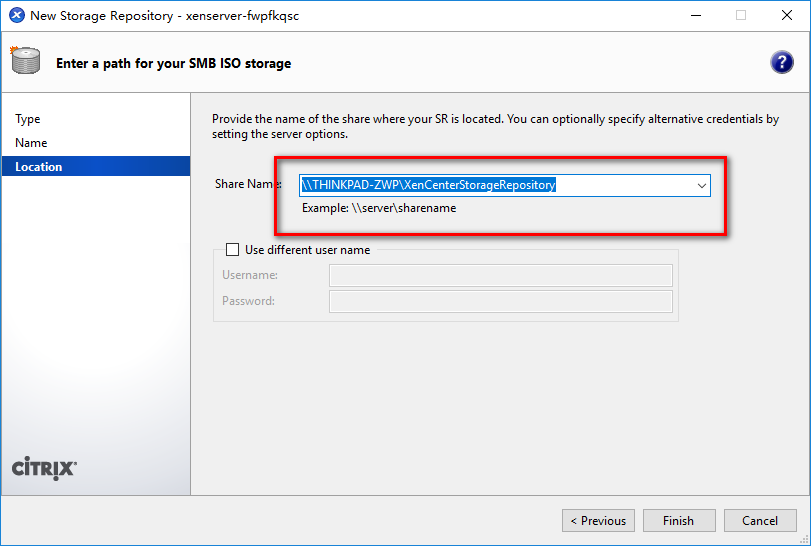 New Storage Repository - xenserver-fwpfkqsc
Enter a path for your SMB ISO storage
?
Type
Name
Location
Provide the name of the share where your SR is located. You can optionally specify alternative credentials by
setting the server options.
Share Name: \\THINKPAD-ZWP\XenCenterStorageRepository
Example: \\server\sharename
Use different user name
Username:
Password:
CITRIX
< Previous
Finish
Cancel